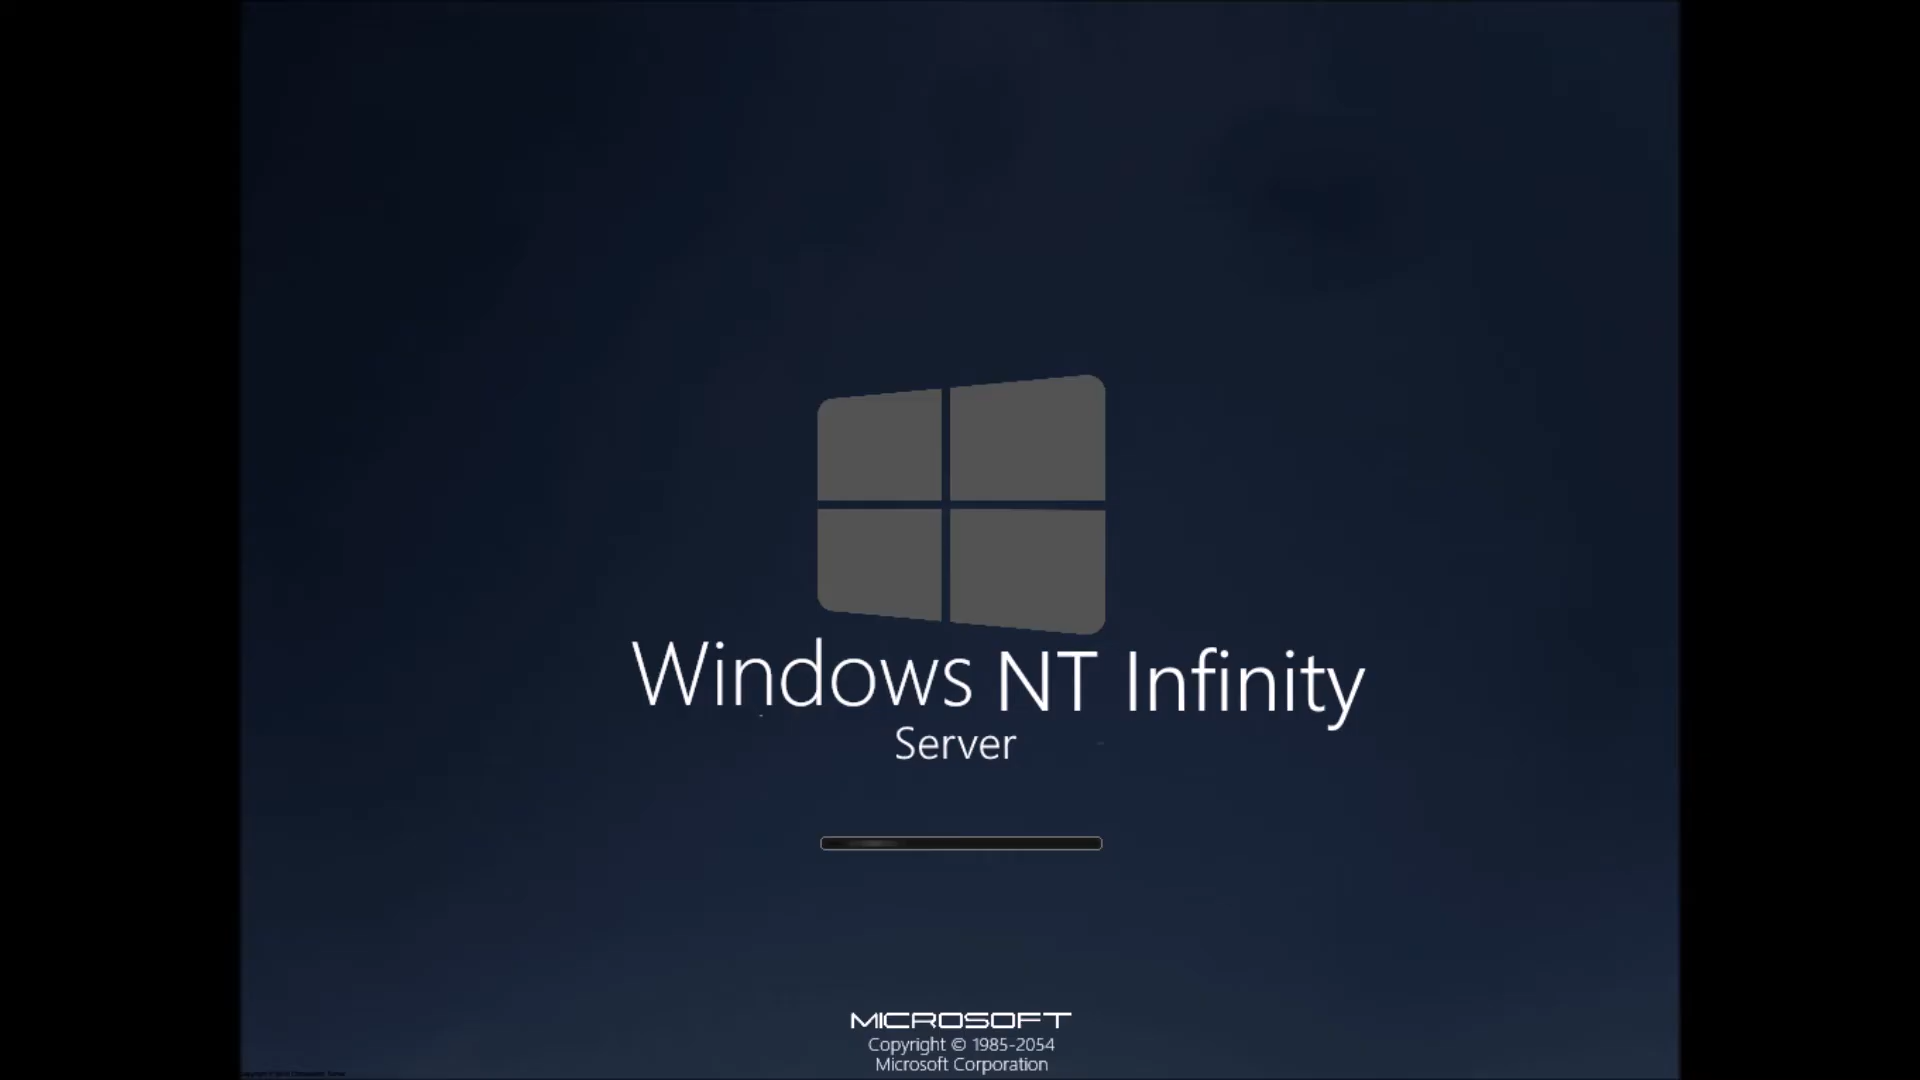 Windows NT Infinity
Server
MICROSOFT
Copyright © 1985-2054
Microsoft Corporation